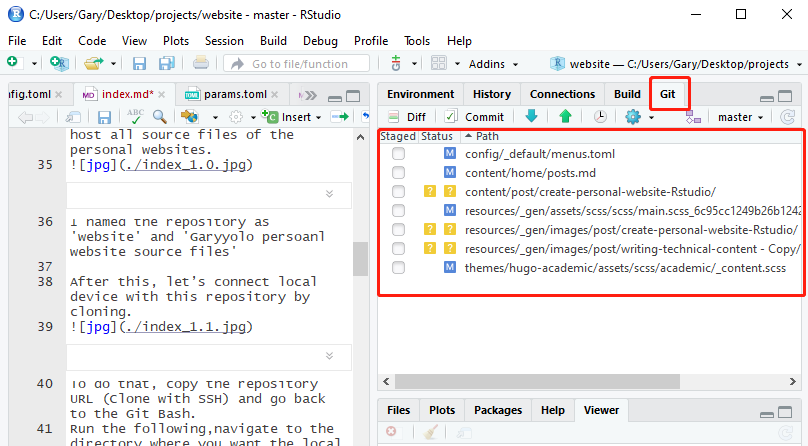 C:/Users/Gary/Desktop/projects/website - master - RStudio
File Edit Code View Plots Session Build Debug Profile Tools Help
Go to file/function Addins website — C:/Users/Gary/Desktop/projects
nfig.toml index.md* params.toml
Environment History Connections Build Git
ABC Insert
Diff Commit master
Staged Status Path
M config/_default/menus.toml
M content/home/posts.md
? ? content/post/create-personal-website-Rstudio/
M resources/_gen/assets/scss/scss/main.scss_6c95cc1249b26b1242
? ? resources/_gen/images/post/create-personal-website-Rstudio/
? ? resources/_gen/images/post/writing-technical-content - Copy/
M themes/hugo-academic/assets/scss/academic/_content.scss
host all source files of the
personal websites.
35 ![jpg](./index_1.0.jpg)
36 I named the repository as
'website' and 'Garyyolo persoanl
website source files'
37
38 After this, let's connect local
device with this repository by
cloning.
39 ![jpg](./index_1.1.jpg)
40 To do that, copy the repository
URL (Clone with SSH) and go back
to the Git Bash.
41 Run the following,navigate to the
directory where you want the local
Files Plots Packages Help Viewer